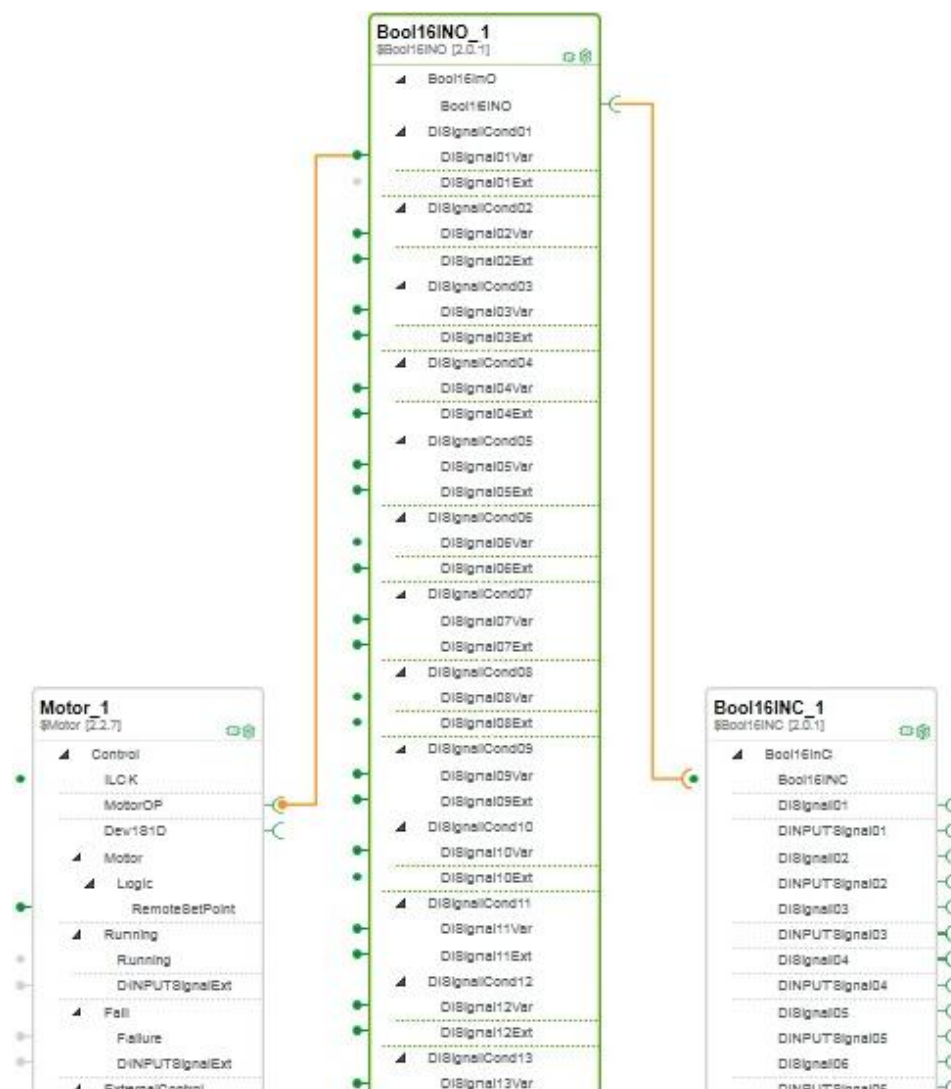 Bool16INO_1
$Bool16INO [2.0.1]
Bool16InO
Bool16INO
DISignalCond01
DISignal01Var
DISignal01Ext
DISignalCond02
DISignal02Var
DISignal02Ext
DISignalCond03
DISignal03Var
DISignal03Ext
DISignalCond04
DISignal04Var
DISignal04Ext
DISignalCond05
DISignal05Var
DISignal05Ext
DISignalCond06
DISignal06Var
DISignal06Ext
DISignalCond07
DISignal07Var
DISignal07Ext
DISignalCond08
DISignal08Var
DISignal08Ext
DISignalCond09
DISignal09Var
DISignal09Ext
DISignalCond10
DISignal10Var
DISignal10Ext
DISignalCond11
DISignal11Var
DISignal11Ext
DISignalCond12
DISignal12Var
DISignal12Ext
DISignalCond13
DISignal13Var
Motor_1
$Motor [2.2.7]
Control
ILCK
MotorOP
Dev1S1D
Motor
Logic
RemoteSetPoint
Running
Running
DINPUTSignalExt
Fail
Failure
DINPUTSignalExt
ExternalControl
Bool16INC_1
$Bool16INC [2.0.1]
Bool16InC
Bool16INC
DISignal01
DINPUTSignal01
DISignal02
DINPUTSignal02
DISignal03
DINPUTSignal03
DISignal04
DINPUTSignal04
DISignal05
DINPUTSignal05
DISignal06
DINPUTSignal06